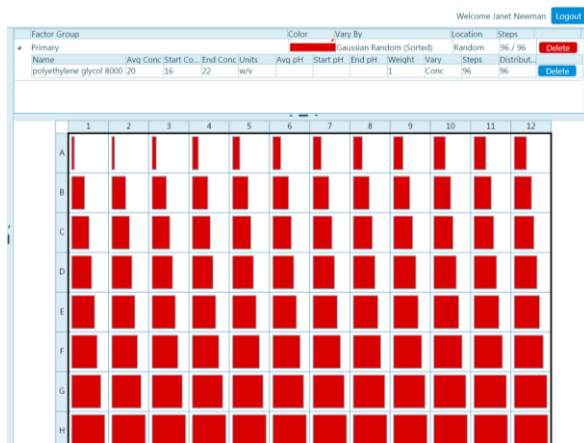 Welcome Janet Newman Logout
Factor Group Color Vary By Location Steps
Primary Gaussian Random (Sorted) Random 96 / 96 Delete
Name Avg Conc Start Co... End Conc Units Avg pH Start pH End pH Weight Vary Steps Distribut...
polyethylene glycol 8000 20 16 22 w/v 1 Conc 96 96 Delete
1 2 3 4 5 6 7 8 9 10 11 12
A
B
C
D
E
F
G
H